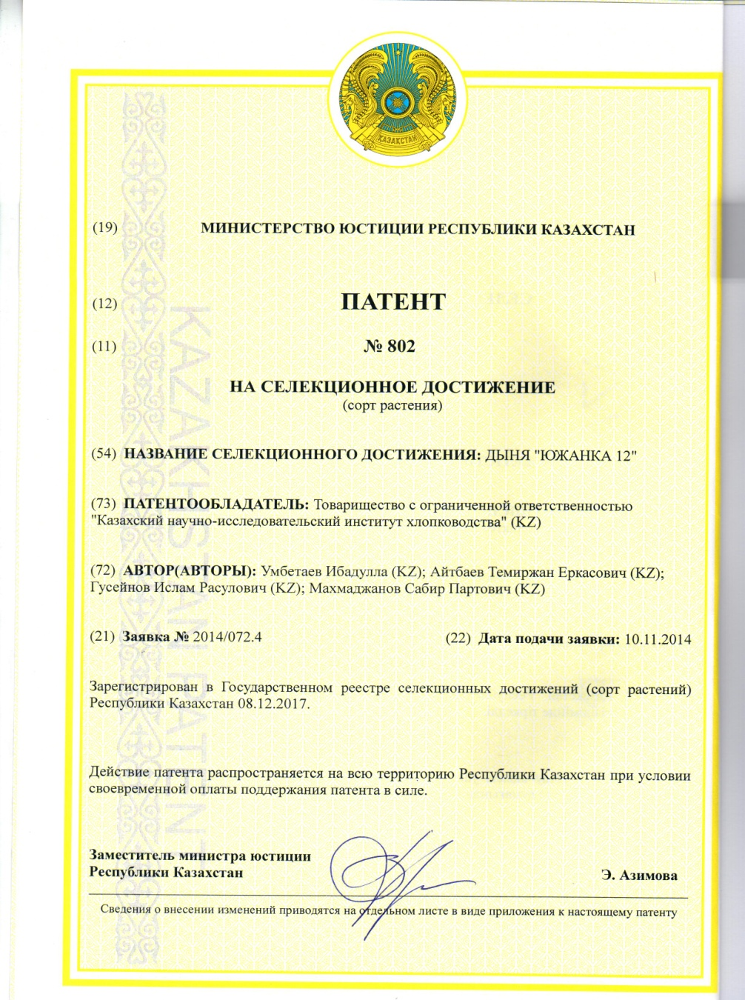 ҚАЗАҚСТАН
(19) МИНИСТЕРСТВО ЮСТИЦИИ РЕСПУБЛИКИ КАЗАХСТАН
(12) ПАТЕНТ
(11) № 802
НА СЕЛЕКЦИОННОЕ ДОСТИЖЕНИЕ
(сорт растения)
(54) НАЗВАНИЕ СЕЛЕКЦИОННОГО ДОСТИЖЕНИЯ: ДЫНЯ "ЮЖАНКА 12"
(73) ПАТЕНТООБЛАДАТЕЛЬ: Товарищество с ограниченной ответственностью
"Казахский научно-исследовательский институт хлопководства" (KZ)
(72) АВТОР(АВТОРЫ): Умбетаев Ибадулла (KZ); Айтбаев Темиржан Еркасович (KZ);
Гусейнов Ислам Расулович (KZ); Махмаджанов Сабир Партович (KZ)
(21) Заявка № 2014/072.4 (22) Дата подачи заявки: 10.11.2014
Зарегистрирован в Государственном реестре селекционных достижений (сорт растений)
Республики Казахстан 08.12.2017.
Действие патента распространяется на всю территорию Республики Казахстан при условии
своевременной оплаты поддержания патента в силе.
Заместитель министра юстиции
Республики Казахстан Э. Азимова
Сведения о внесении изменений приводятся на отдельном листе в виде приложения к настоящему патенту
KAZAKHSTAN PATENT